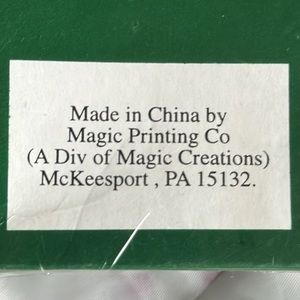 Made in China by
Magic Printing Co
(A Div of Magic Creations)
McKeesport , PA 15132.